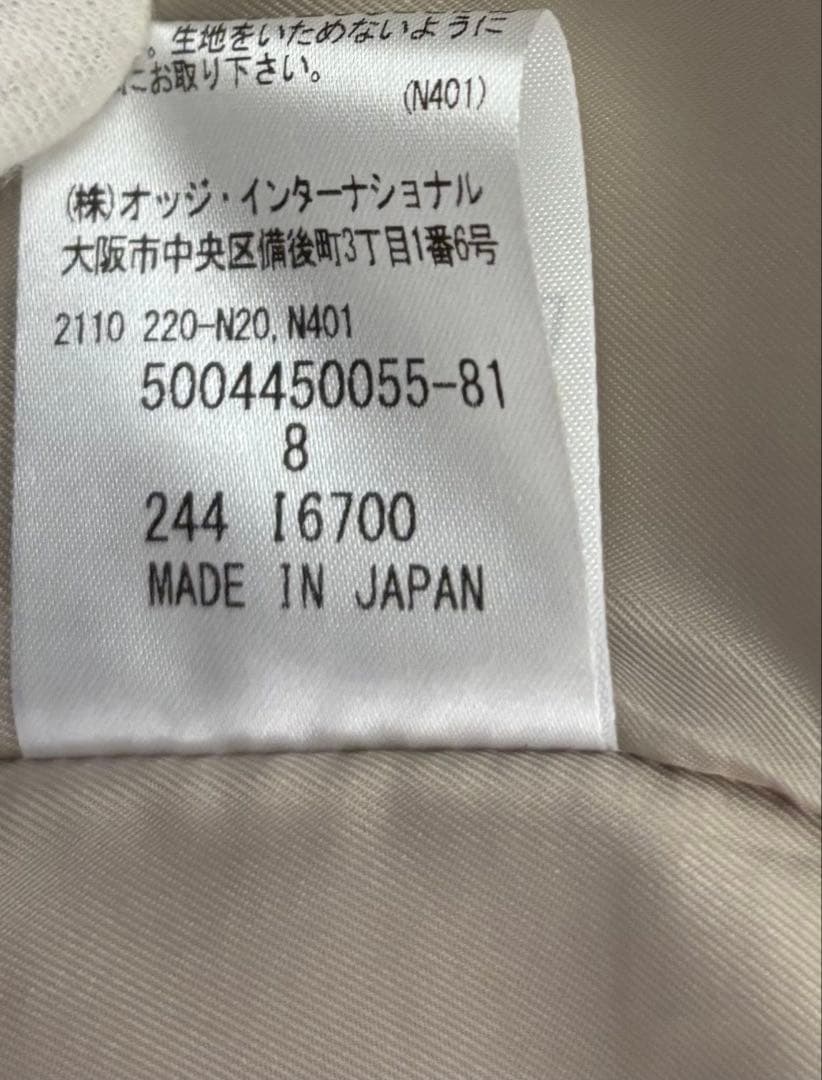 。生地をいためないように
にお取り下さい。
(N401)
(株)オッジ・インターナショナル
大阪市中央区備後町3丁目1番6号
2110 220-N20,N401
5004450055-81
8
244 I6700
MADE IN JAPAN